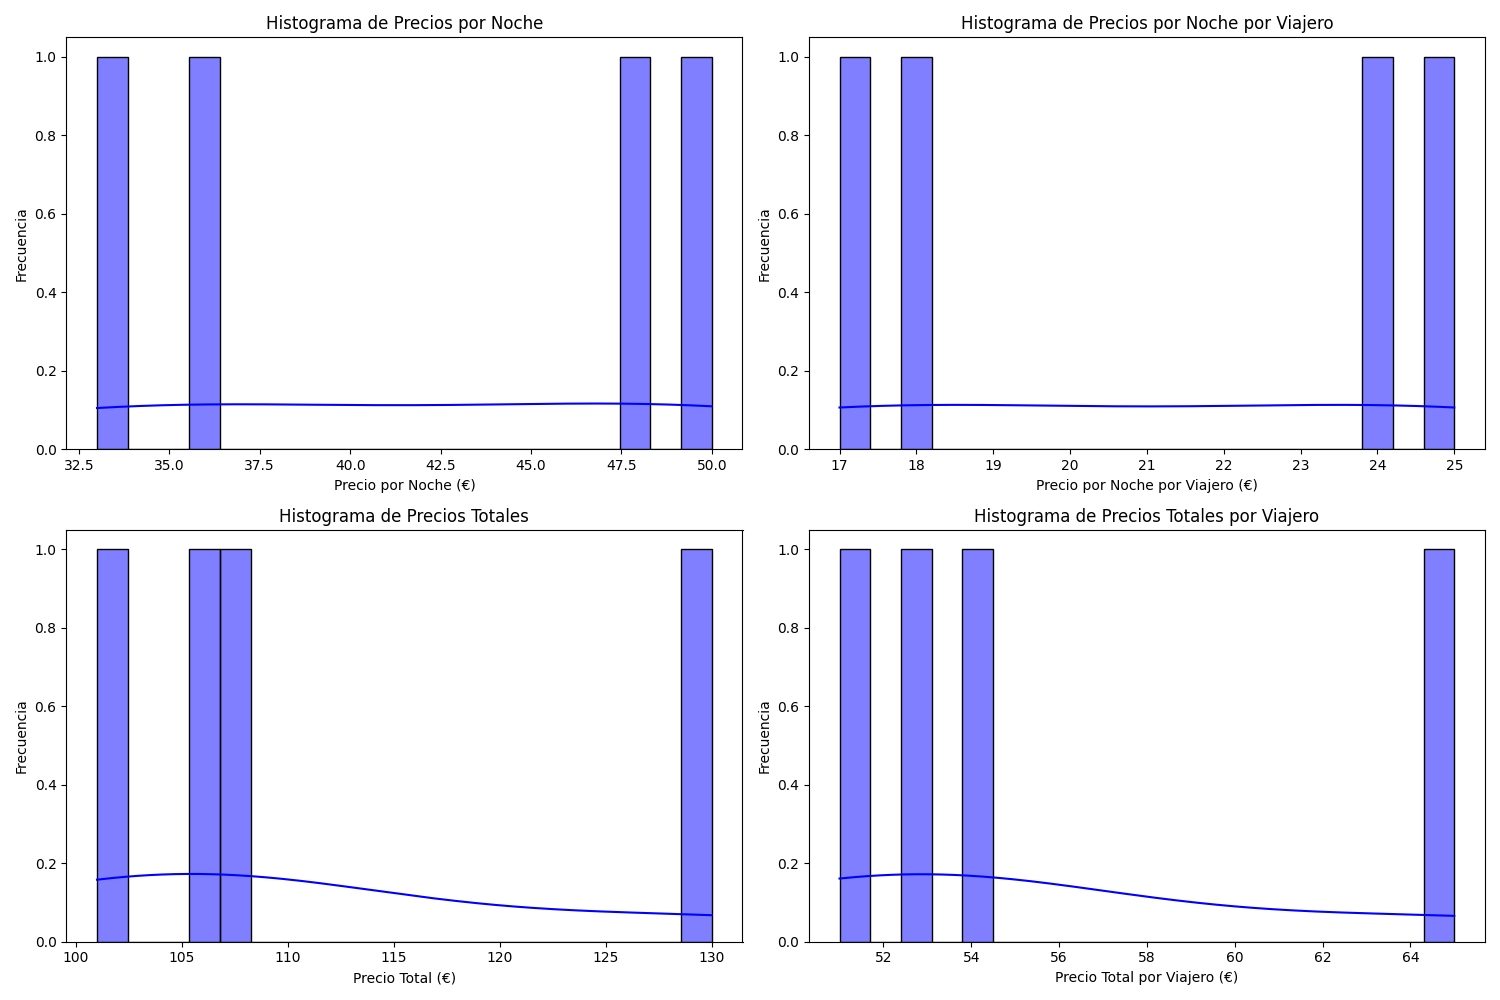 Histograma de Precios por Noche
1.0
0.8
0.6
0.4
0.2
0.0
Frecuencia
32.5 35.0 37.5 40.0 42.5 45.0 47.5 50.0
Precio por Noche (€)
Histograma de Precios por Noche por Viajero
1.0
0.8
0.6
0.4
0.2
0.0
Frecuencia
17 18 19 20 21 22 23 24 25
Precio por Noche por Viajero (€)
Histograma de Precios Totales
1.0
0.8
0.6
0.4
0.2
0.0
Frecuencia
100 105 110 115 120 125 130
Precio Total (€)
Histograma de Precios Totales por Viajero
1.0
0.8
0.6
0.4
0.2
0.0
Frecuencia
52 54 56 58 60 62 64
Precio Total por Viajero (€)